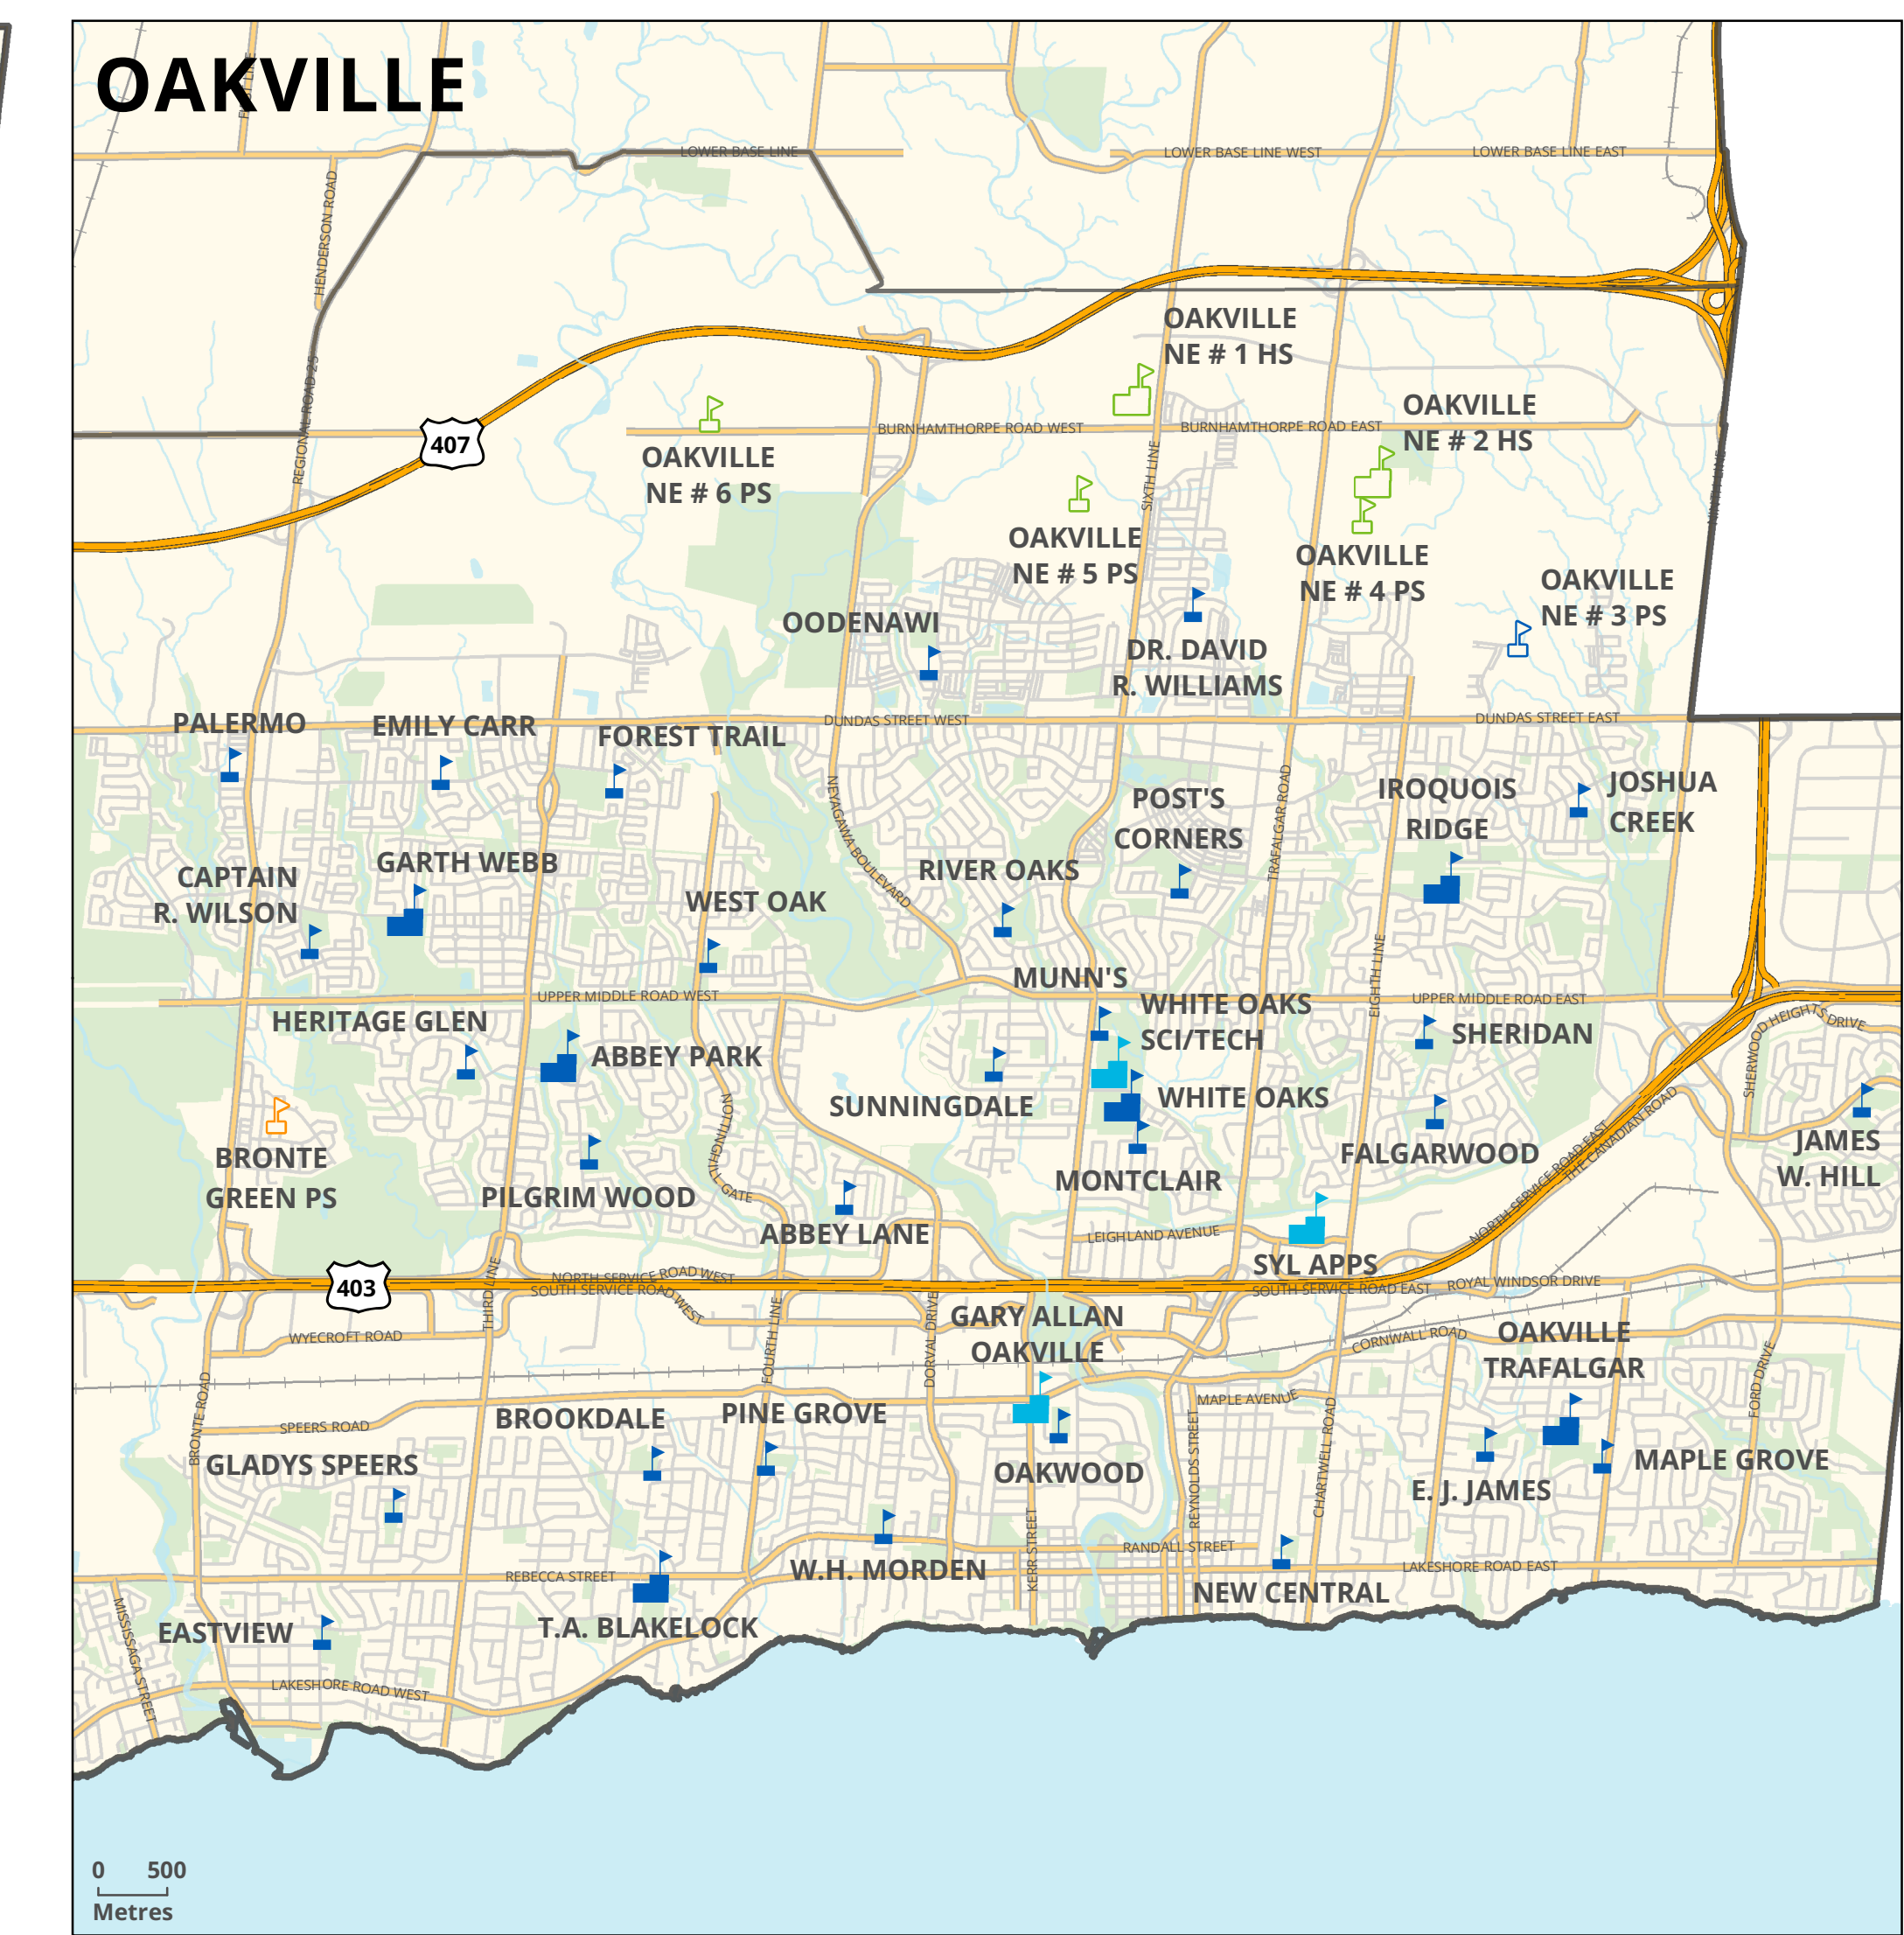 OAKVILLE
FIRST LINE
LOWER BASE LINE
LOWER BASE LINE WEST
LOWER BASE LINE EAST
HENDERSON ROAD
OAKVILLE
NE # 1 HS
REGIONAL ROAD 25
407
BURNHAMTHORPE ROAD WEST
BURNHAMTHORPE ROAD EAST
OAKVILLE
NE # 2 HS
OAKVILLE
NE # 6 PS
SIXTH LINE
NINTH LINE
OAKVILLE
NE # 5 PS
OAKVILLE
NE # 4 PS
OAKVILLE
NE # 3 PS
OODENAWI
DR. DAVID
R. WILLIAMS
PALERMO
EMILY CARR
FOREST TRAIL
DUNDAS STREET WEST
DUNDAS STREET EAST
NEYAGAWA BOULEVARD
POST'S
CORNERS
TRAFALGAR ROAD
IROQUOIS
RIDGE
JOSHUA
CREEK
CAPTAIN
R. WILSON
GARTH WEBB
WEST OAK
RIVER OAKS
MUNN'S
EIGHTH LINE
UPPER MIDDLE ROAD WEST
UPPER MIDDLE ROAD EAST
WHITE OAKS
SCI/TECH
HERITAGE GLEN
ABBEY PARK
SHERIDAN
SHERWOOD HEIGHTS DRIVE
SUNNINGDALE
WHITE OAKS
NOTTINGHILL GATE
NORTH SERVICE ROAD EAST
THE CANADIAN ROAD
BRONTE
GREEN PS
PILGRIM WOOD
MONTCLAIR
FALGARWOOD
JAMES
W. HILL
ABBEY LANE
LEIGHLAND AVENUE
SYL APPS
403
THIRD LINE
NORTH SERVICE ROAD WEST
SOUTH SERVICE ROAD WEST
SOUTH SERVICE ROAD EAST
ROYAL WINDSOR DRIVE
WYECROFT ROAD
FOURTH LINE
DORVAL DRIVE
GARY ALLAN
OAKVILLE
CORNWALL ROAD
OAKVILLE
TRAFALGAR
FORD DRIVE
BRONTE ROAD
SPEERS ROAD
BROOKDALE
PINE GROVE
MAPLE AVENUE
REYNOLDS STREET
CHARTWELL ROAD
GLADYS SPEERS
OAKWOOD
E. J. JAMES
MAPLE GROVE
KERR STREET
RANDALL STREET
W.H. MORDEN
REBECCA STREET
LAKESHORE ROAD EAST
NEW CENTRAL
MISSISSAGA STREET
EASTVIEW
T.A. BLAKELOCK
LAKESHORE ROAD WEST
0 500
Metres